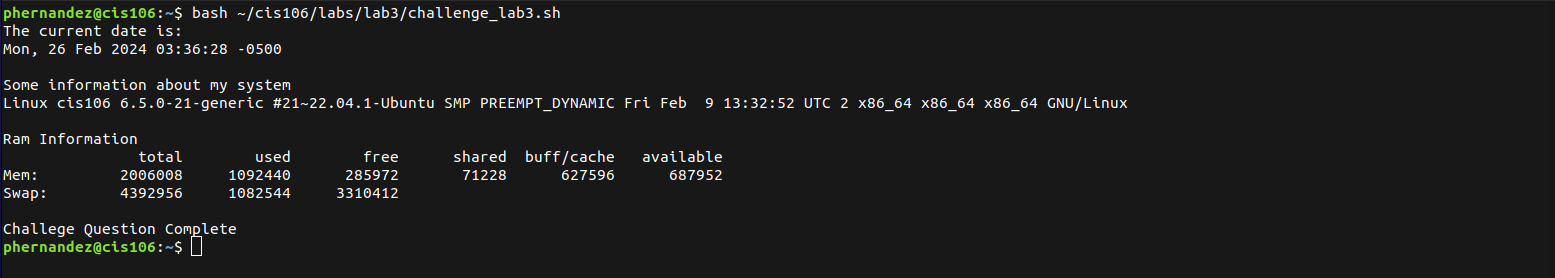 phernandez@cis106:~$ bash ~/cis106/labs/lab3/challenge_lab3.sh
The current date is:
Mon, 26 Feb 2024 03:36:28 -0500
Some information about my system
Linux cis106 6.5.0-21-generic #21~22.04.1-Ubuntu SMP PREEMPT_DYNAMIC Fri Feb  9 13:32:52 UTC 2 x86_64 x86_64 x86_64 GNU/Linux
Ram Information
               total        used        free      shared  buff/cache   available
Mem:         2006008     1092440      285972       71228      627596      687952
Swap:        4392956     1082544     3310412
Challege Question Complete
phernandez@cis106:~$